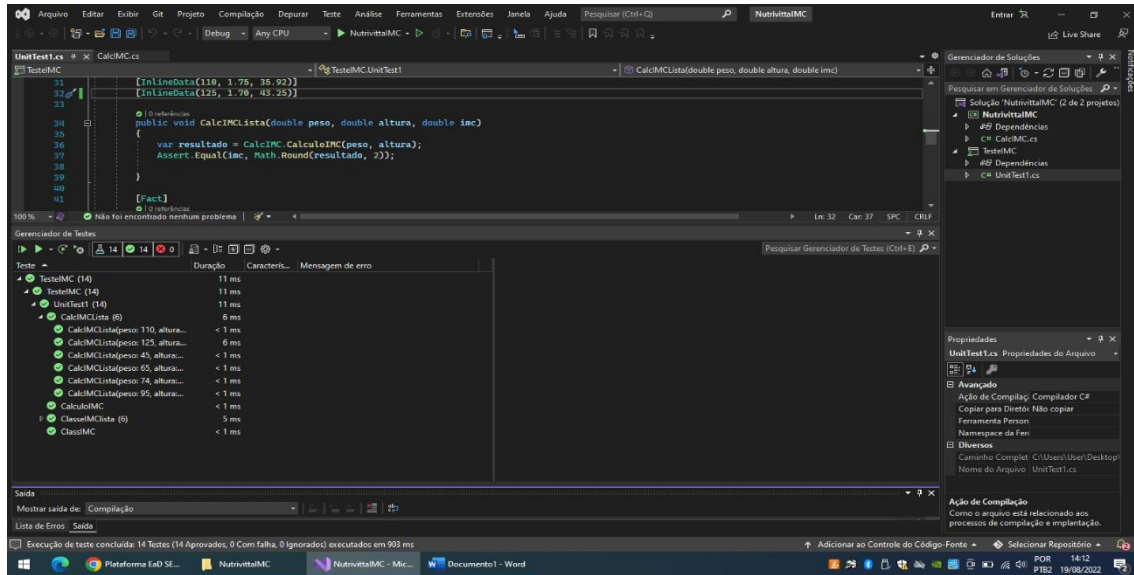 Arquivo Editar Exibir Git Projeto Compilação Depurar Teste Análise Ferramentas Extensões Janela Ajuda Pesquisar (Ctrl+Q) NutrivittalMC Entrar
Debug Any CPU NutrivittalMC Live Share
UnitTest1.cs CalcIMC.cs
TesteIMC TesteIMC.UnitTest1 CalcIMCLista(double peso, double altura, double imc)
31 [InlineData(110, 1.75, 35.92)]
32 [InlineData(125, 1.70, 43.25)]
33
0 referências
34 public void CalcIMCLista(double peso, double altura, double imc)
35 {
36 var resultado = CalcIMC.CalculoIMC(peso, altura);
37 Assert.Equal(imc, Math.Round(resultado, 2));
38
39 }
40
41 [Fact]
0 referências
100 % Não foi encontrado nenhum problema Ln: 32 Car: 37 SPC CRLF
Gerenciador de Testes
14 14 0 Pesquisar Gerenciador de Testes (Ctrl+E)
Teste Duração Caracterís... Mensagem de erro
TesteIMC (14) 11 ms
TesteIMC (14) 11 ms
UnitTest1 (14) 11 ms
CalcIMCLista (6) 6 ms
CalcIMCLista(peso: 110, altura... < 1 ms
CalcIMCLista(peso: 125, altura... 6 ms
CalcIMCLista(peso: 45, altura:... < 1 ms
CalcIMCLista(peso: 65, altura:... < 1 ms
CalcIMCLista(peso: 74, altura:... < 1 ms
CalcIMCLista(peso: 95, altura:... < 1 ms
CalculoIMC < 1 ms
ClasseIMClista (6) 5 ms
ClassIMC < 1 ms
Saída
Mostrar saída de: Compilação
Lista de Erros Saída
Gerenciador de Soluções
Pesquisar em Gerenciador de Soluções
Solução 'NutrivittalMC' (2 de 2 projetos)
NutrivittalMC
Dependências
C# CalcIMC.cs
TesteIMC
Dependências
C# UnitTest1.cs
Notificações
Propriedades
UnitTest1.cs Propriedades do Arquivo
Avançado
Ação de Compilaç Compilador C#
Copiar para Diretór Não copiar
Ferramenta Person
Namespace da Fer
Diversos
Caminho Complet C:\Users\User\Desktop\
Nome do Arquivo UnitTest1.cs
Ação de Compilação
Como o arquivo está relacionado aos
processos de compilação e implantação.
Execução de teste concluída: 14 Testes (14 Aprovados, 0 Com falha, 0 Ignorados) executados em 903 ms Adicionar ao Controle do Código-Fonte Selecionar Repositório
Plataforma EaD SE... NutrivittalMC NutrivittalMC - Mic... Documento1 - Word POR 14:12
PTB2 19/08/2022